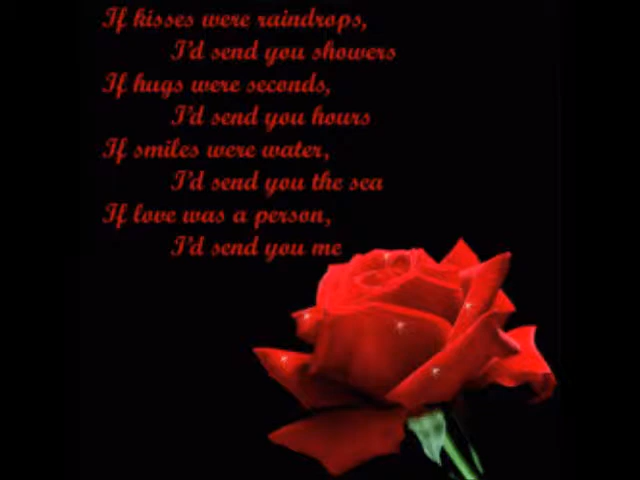 If kisses were raindrops,
I'd send you showers
If hugs were seconds,
I'd send you hours
If smiles were water,
I'd send you the sea
If love was a person,
I'd send you me